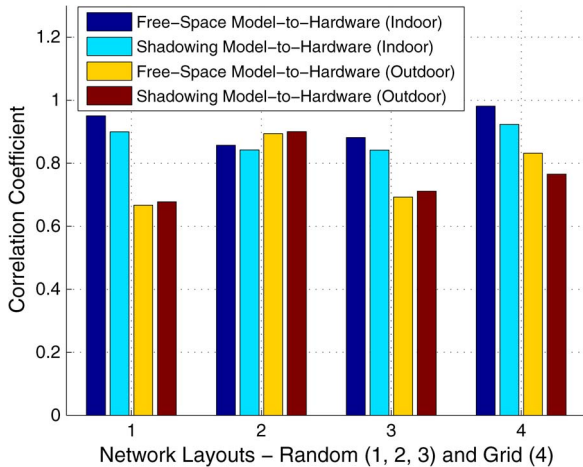 Free−Space Model−to−Hardware (Indoor)
Shadowing Model−to−Hardware (Indoor)
Free−Space Model−to−Hardware (Outdoor)
Shadowing Model−to−Hardware (Outdoor)
1.2
1
0.8
0.6
0.4
0.2
0
Correlation Coefficient
1 2 3 4
Network Layouts − Random (1, 2, 3) and Grid (4)